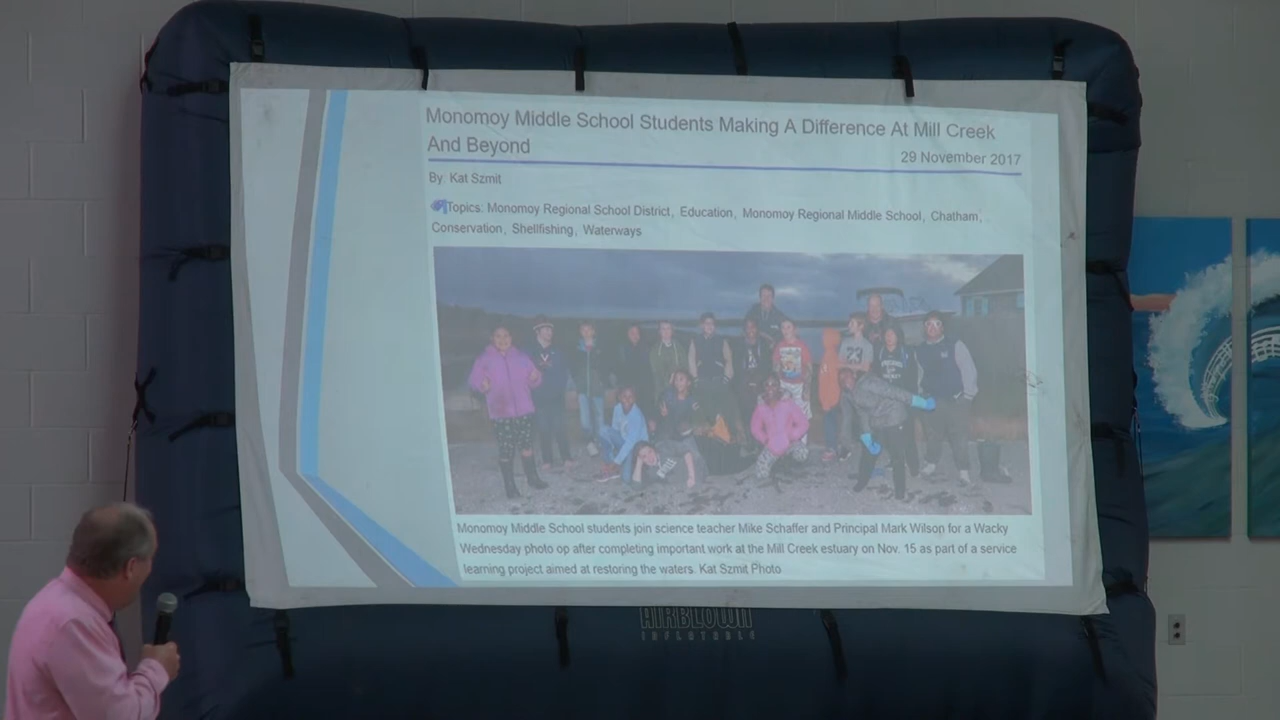 Monomoy Middle School Students Making A Difference At Mill Creek
And Beyond
29 November 2017
By: Kat Szmit
Topics: Monomoy Regional School District, Education, Monomoy Regional Middle School, Chatham,
Conservation, Shellfishing, Waterways
23
Monomoy Middle School students join science teacher Mike Schaffer and Principal Mark Wilson for a Wacky
Wednesday photo op after completing important work at the Mill Creek estuary on Nov. 15 as part of a service
learning project aimed at restoring the waters. Kat Szmit Photo
AIRBLOWN
INFLATABLE